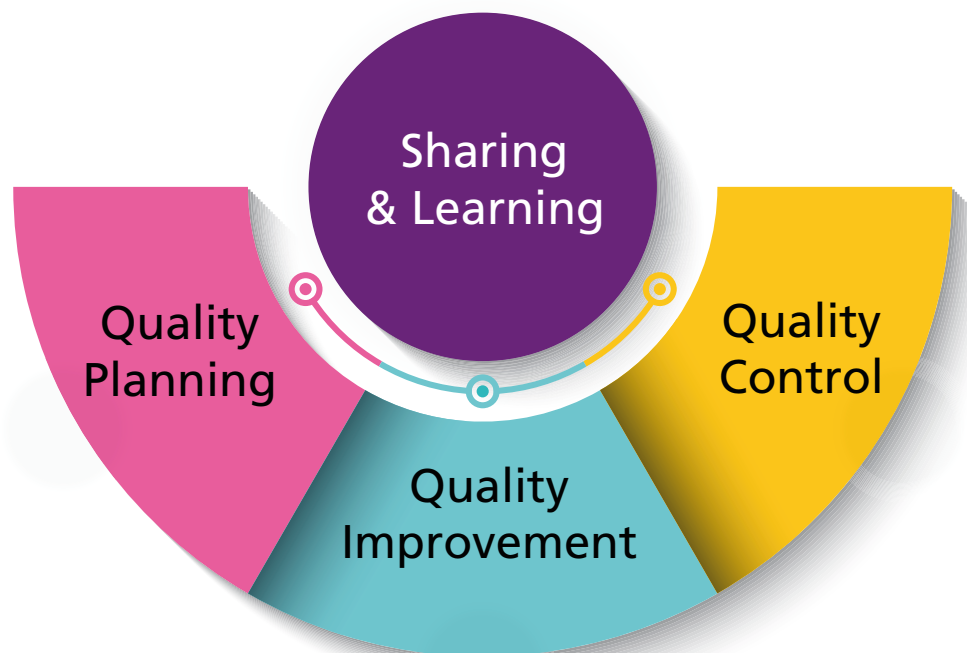 Sharing
& Learning
Quality
Planning
Quality
Improvement
Quality
Control